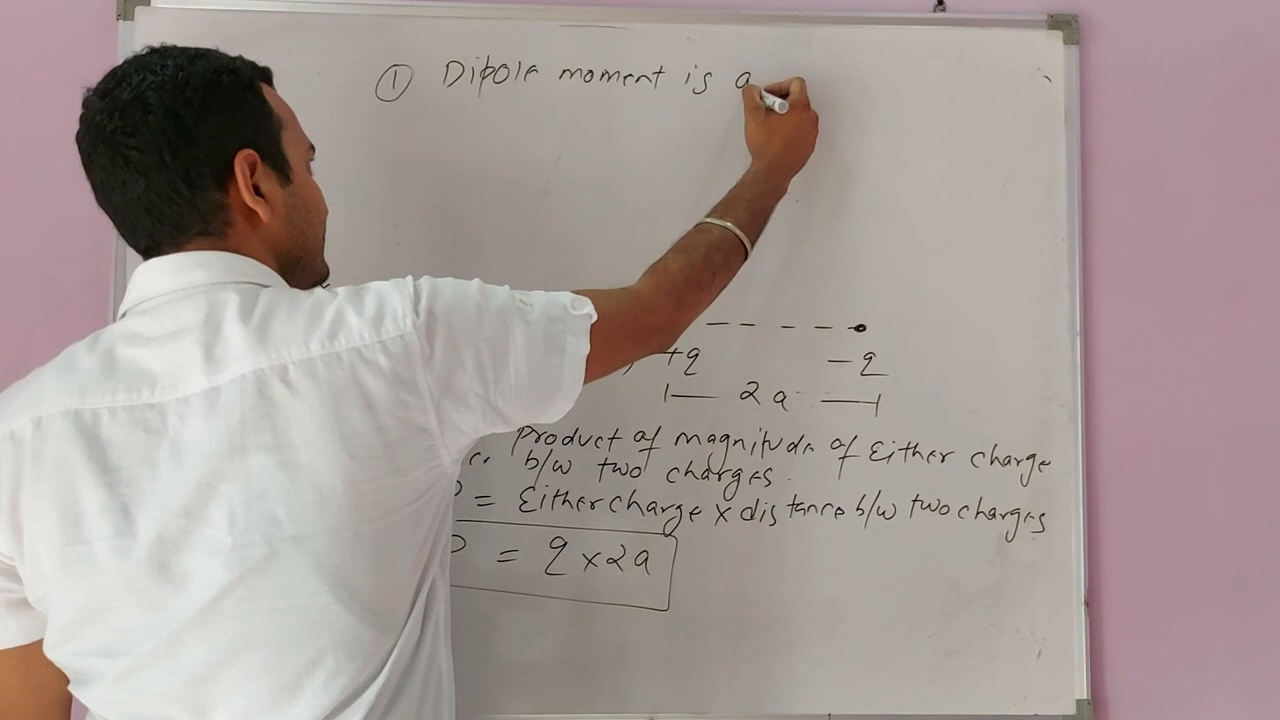 ① Dipole moment is a
+q -q
2a
product of magnitude of Either charge
b/w two charges.
= Either charge x distance b/w two charges
= q x 2a